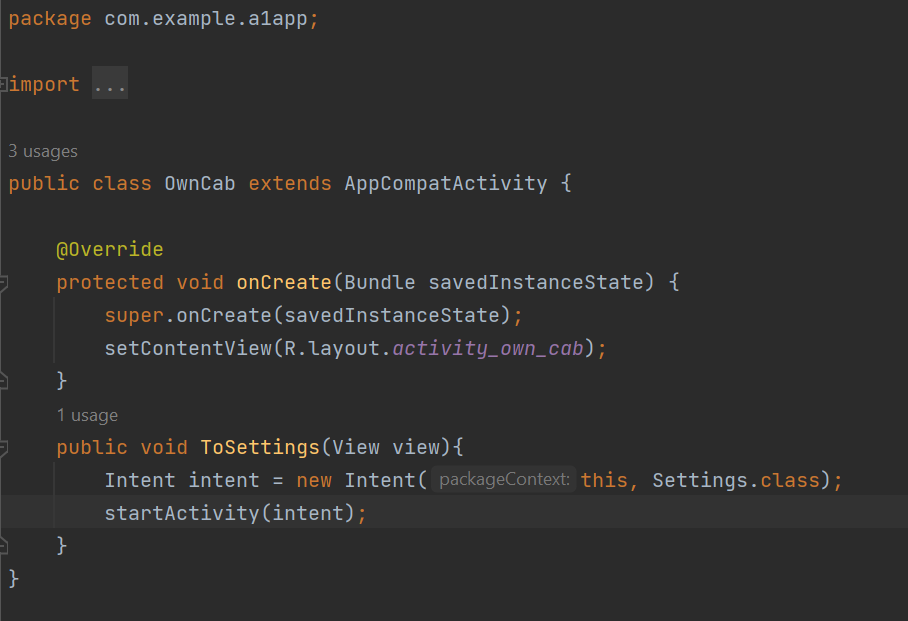 package com.example.a1app;
import ...
3 usages
public class OwnCab extends AppCompatActivity {
@Override
protected void onCreate(Bundle savedInstanceState) {
super.onCreate(savedInstanceState);
setContentView(R.layout.activity_own_cab);
}
1 usage
public void ToSettings(View view){
Intent intent = new Intent( packageContext: this, Settings.class);
startActivity(intent);
}
}